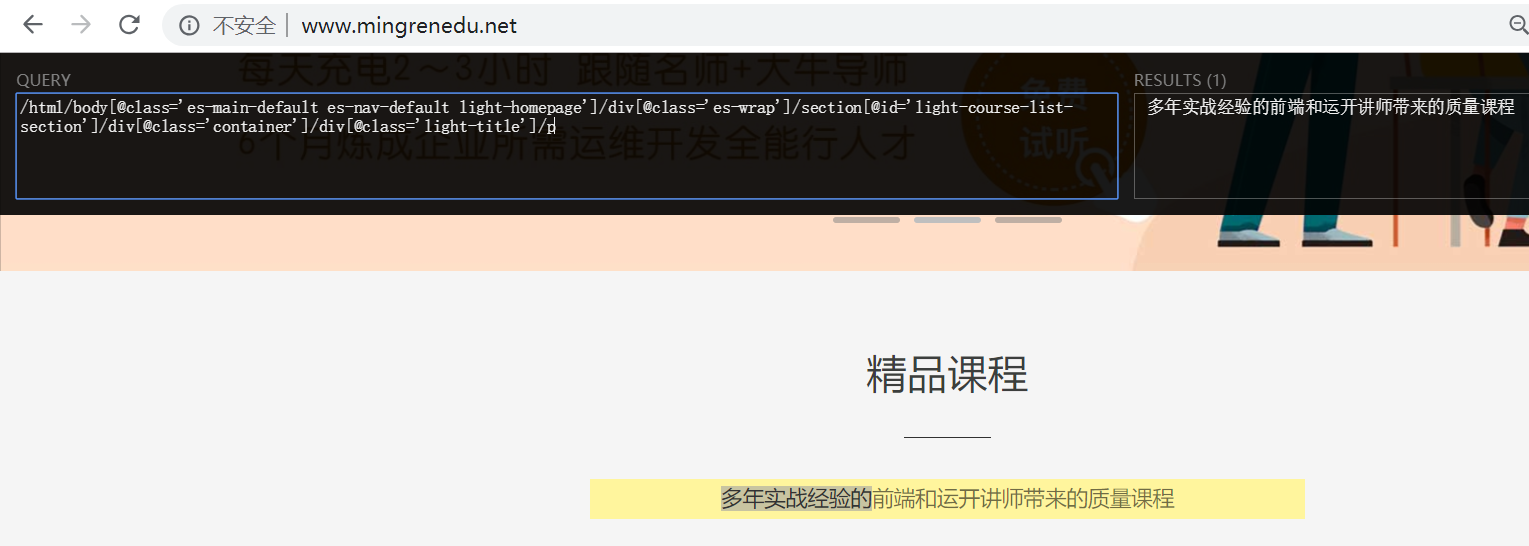 不安全 www.mingrenedu.net
QUERY
/html/body[@class='es-main-default es-nav-default light-homepage']/div[@class='es-wrap']/section[@id='light-course-list-
section']/div[@class='container']/div[@class='light-title']/p
RESULTS (1)
多年实战经验的前端和运开讲师带来的质量课程
每天充电2～3小时 跟随名师+大牛导师
6个月炼成企业所需运维开发全能行人才
免费
试听
精品课程
多年实战经验的前端和运开讲师带来的质量课程